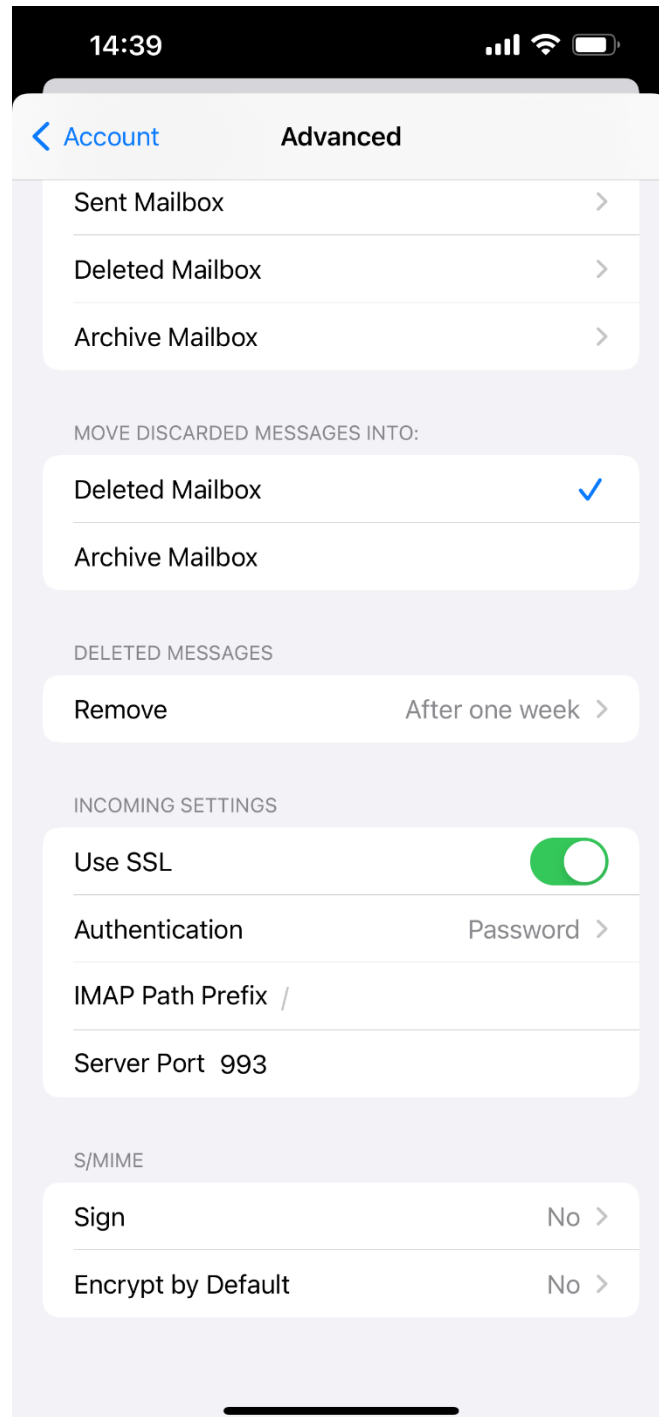 14:39
Account Advanced
Sent Mailbox
Deleted Mailbox
Archive Mailbox
MOVE DISCARDED MESSAGES INTO:
Deleted Mailbox
Archive Mailbox
DELETED MESSAGES
Remove After one week
INCOMING SETTINGS
Use SSL
Authentication Password
IMAP Path Prefix /
Server Port 993
S/MIME
Sign No
Encrypt by Default No